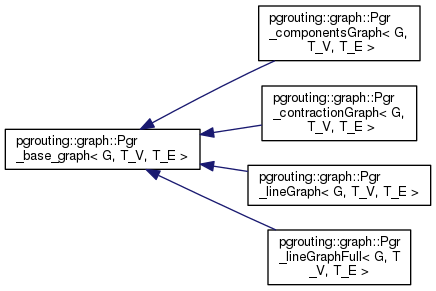 pgrouting::graph::Pgr
_componentsGraph< G,
T_V, T_E >
pgrouting::graph::Pgr
_contractionGraph< G,
T_V, T_E >
pgrouting::graph::Pgr
_base_graph< G, T_V, T_E >
pgrouting::graph::Pgr
_lineGraph< G, T_V, T_E >
pgrouting::graph::Pgr
_lineGraphFull< G, T
_V, T_E >